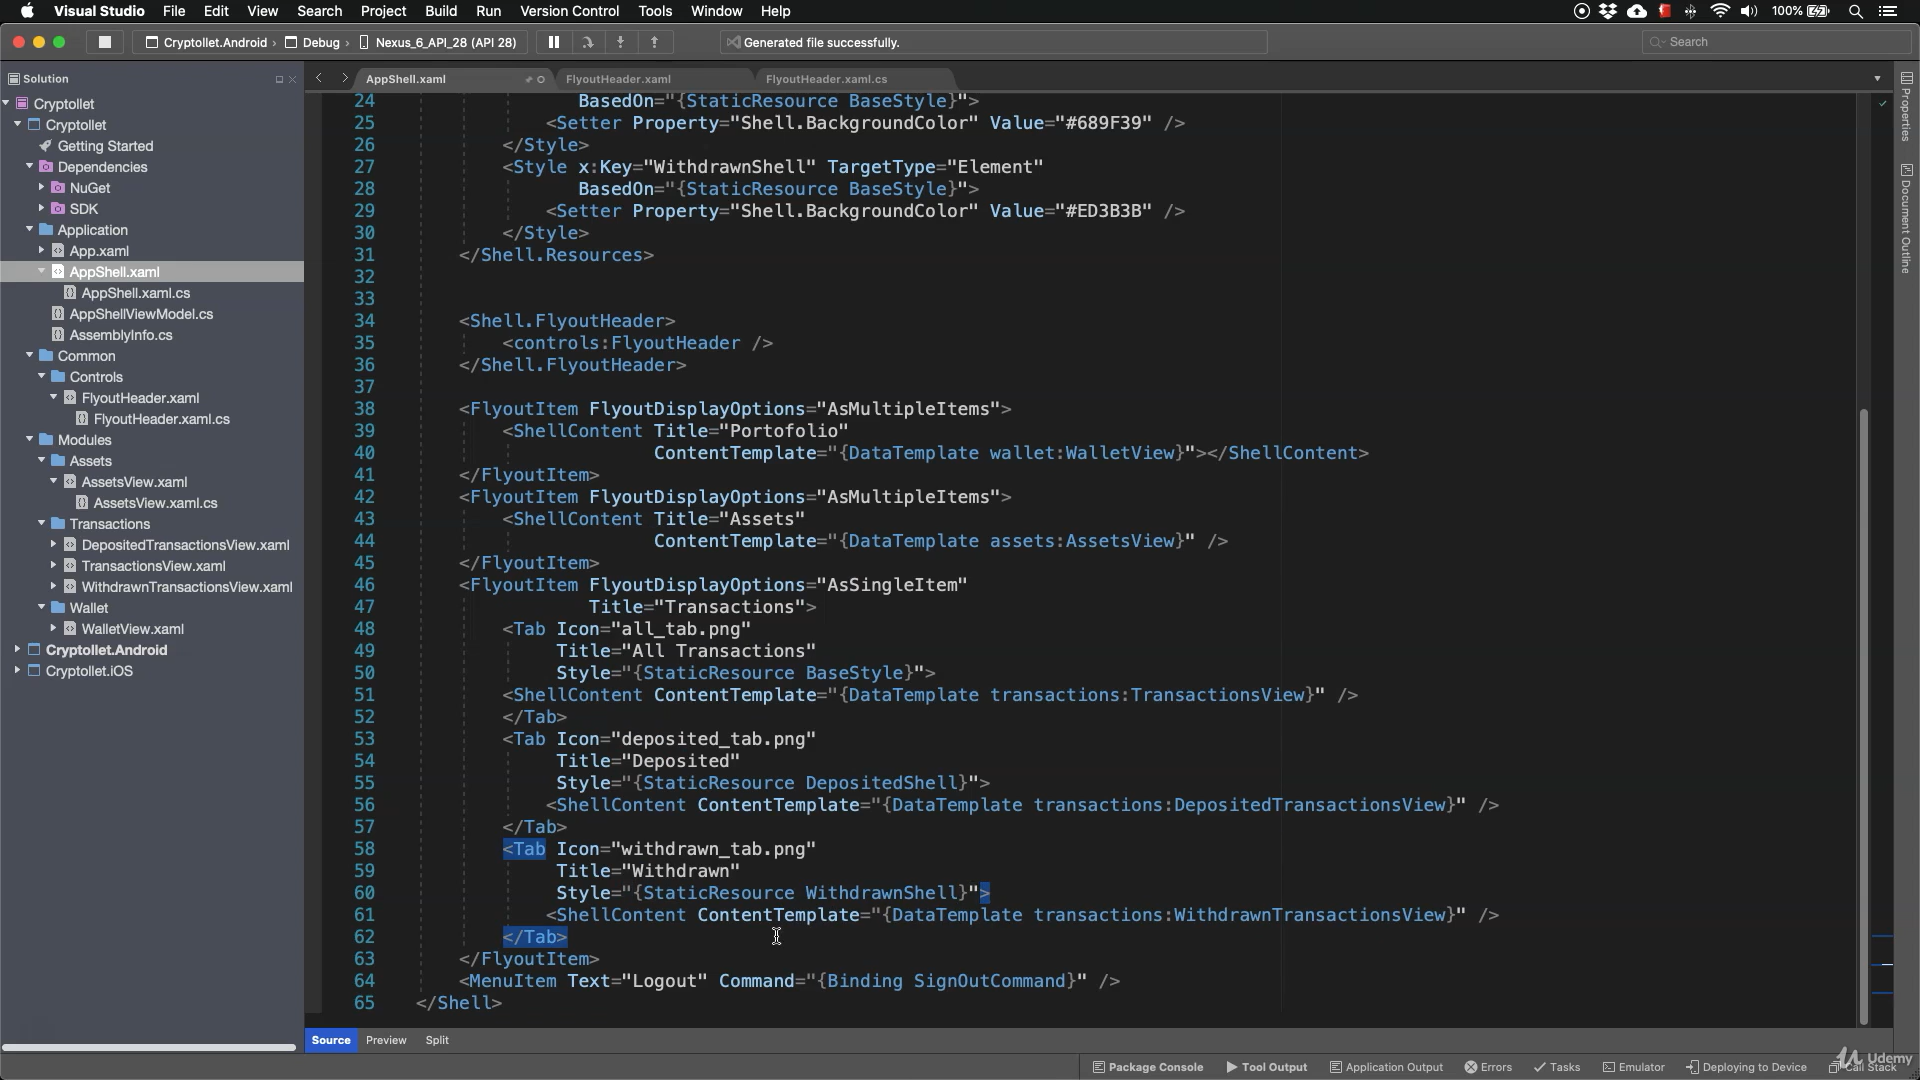 Visual Studio File Edit View Search Project Build Run Version Control Tools Window Help 100%
Cryptollet.Android Debug Nexus_6_API_28 (API 28) Generated file successfully. Search
Solution
Cryptollet
Cryptollet
Getting Started
Dependencies
NuGet
SDK
Application
App.xaml
AppShell.xaml
AppShell.xaml.cs
AppShellViewModel.cs
AssemblyInfo.cs
Common
Controls
FlyoutHeader.xaml
FlyoutHeader.xaml.cs
Modules
Assets
AssetsView.xaml
AssetsView.xaml.cs
Transactions
DepositedTransactionsView.xaml
TransactionsView.xaml
WithdrawnTransactionsView.xaml
Wallet
WalletView.xaml
Cryptollet.Android
Cryptollet.iOS
AppShell.xaml FlyoutHeader.xaml FlyoutHeader.xaml.cs
24 BasedOn="{StaticResource BaseStyle}">
25 <Setter Property="Shell.BackgroundColor" Value="#689F39" />
26 </Style>
27 <Style x:Key="WithdrawnShell" TargetType="Element"
28 BasedOn="{StaticResource BaseStyle}">
29 <Setter Property="Shell.BackgroundColor" Value="#ED3B3B" />
30 </Style>
31 </Shell.Resources>
32
33
34 <Shell.FlyoutHeader>
35 <controls:FlyoutHeader />
36 </Shell.FlyoutHeader>
37
38 <FlyoutItem FlyoutDisplayOptions="AsMultipleItems">
39 <ShellContent Title="Portofolio"
40 ContentTemplate="{DataTemplate wallet:WalletView}"></ShellContent>
41 </FlyoutItem>
42 <FlyoutItem FlyoutDisplayOptions="AsMultipleItems">
43 <ShellContent Title="Assets"
44 ContentTemplate="{DataTemplate assets:AssetsView}" />
45 </FlyoutItem>
46 <FlyoutItem FlyoutDisplayOptions="AsSingleItem"
47 Title="Transactions">
48 <Tab Icon="all_tab.png"
49 Title="All Transactions"
50 Style="{StaticResource BaseStyle}">
51 <ShellContent ContentTemplate="{DataTemplate transactions:TransactionsView}" />
52 </Tab>
53 <Tab Icon="deposited_tab.png"
54 Title="Deposited"
55 Style="{StaticResource DepositedShell}">
56 <ShellContent ContentTemplate="{DataTemplate transactions:DepositedTransactionsView}" />
57 </Tab>
58 <Tab Icon="withdrawn_tab.png"
59 Title="Withdrawn"
60 Style="{StaticResource WithdrawnShell}">
61 <ShellContent ContentTemplate="{DataTemplate transactions:WithdrawnTransactionsView}" />
62 </Tab>
63 </FlyoutItem>
64 <MenuItem Text="Logout" Command="{Binding SignOutCommand}" />
65 </Shell>
Properties
Document Outline
Source Preview Split
Package Console Tool Output Application Output Errors Tasks Emulator Deploying to Device Call Stack
Udemy